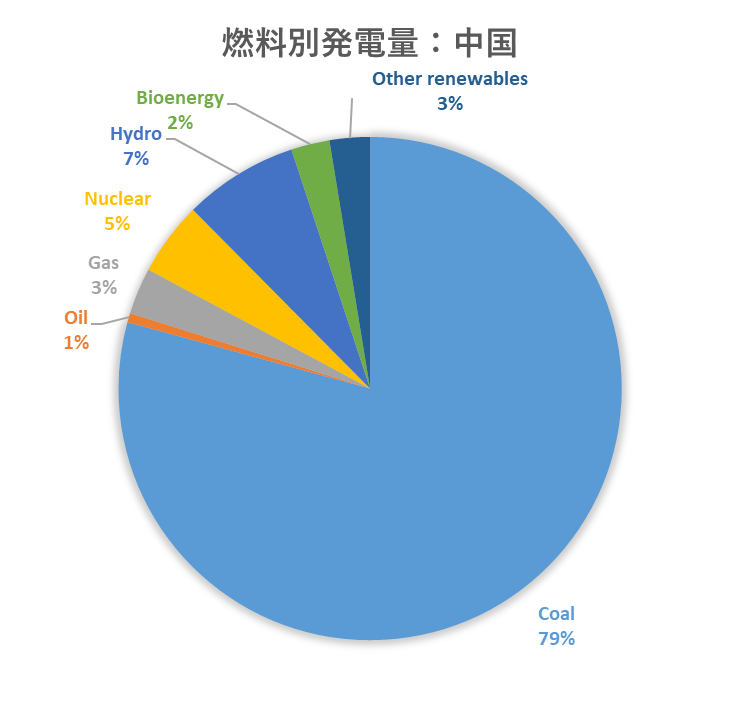 燃料別発電量：中国
Other renewables
3%
Bioenergy
2%
Hydro
7%
Nuclear
5%
Gas
3%
Oil
1%
Coal
79%